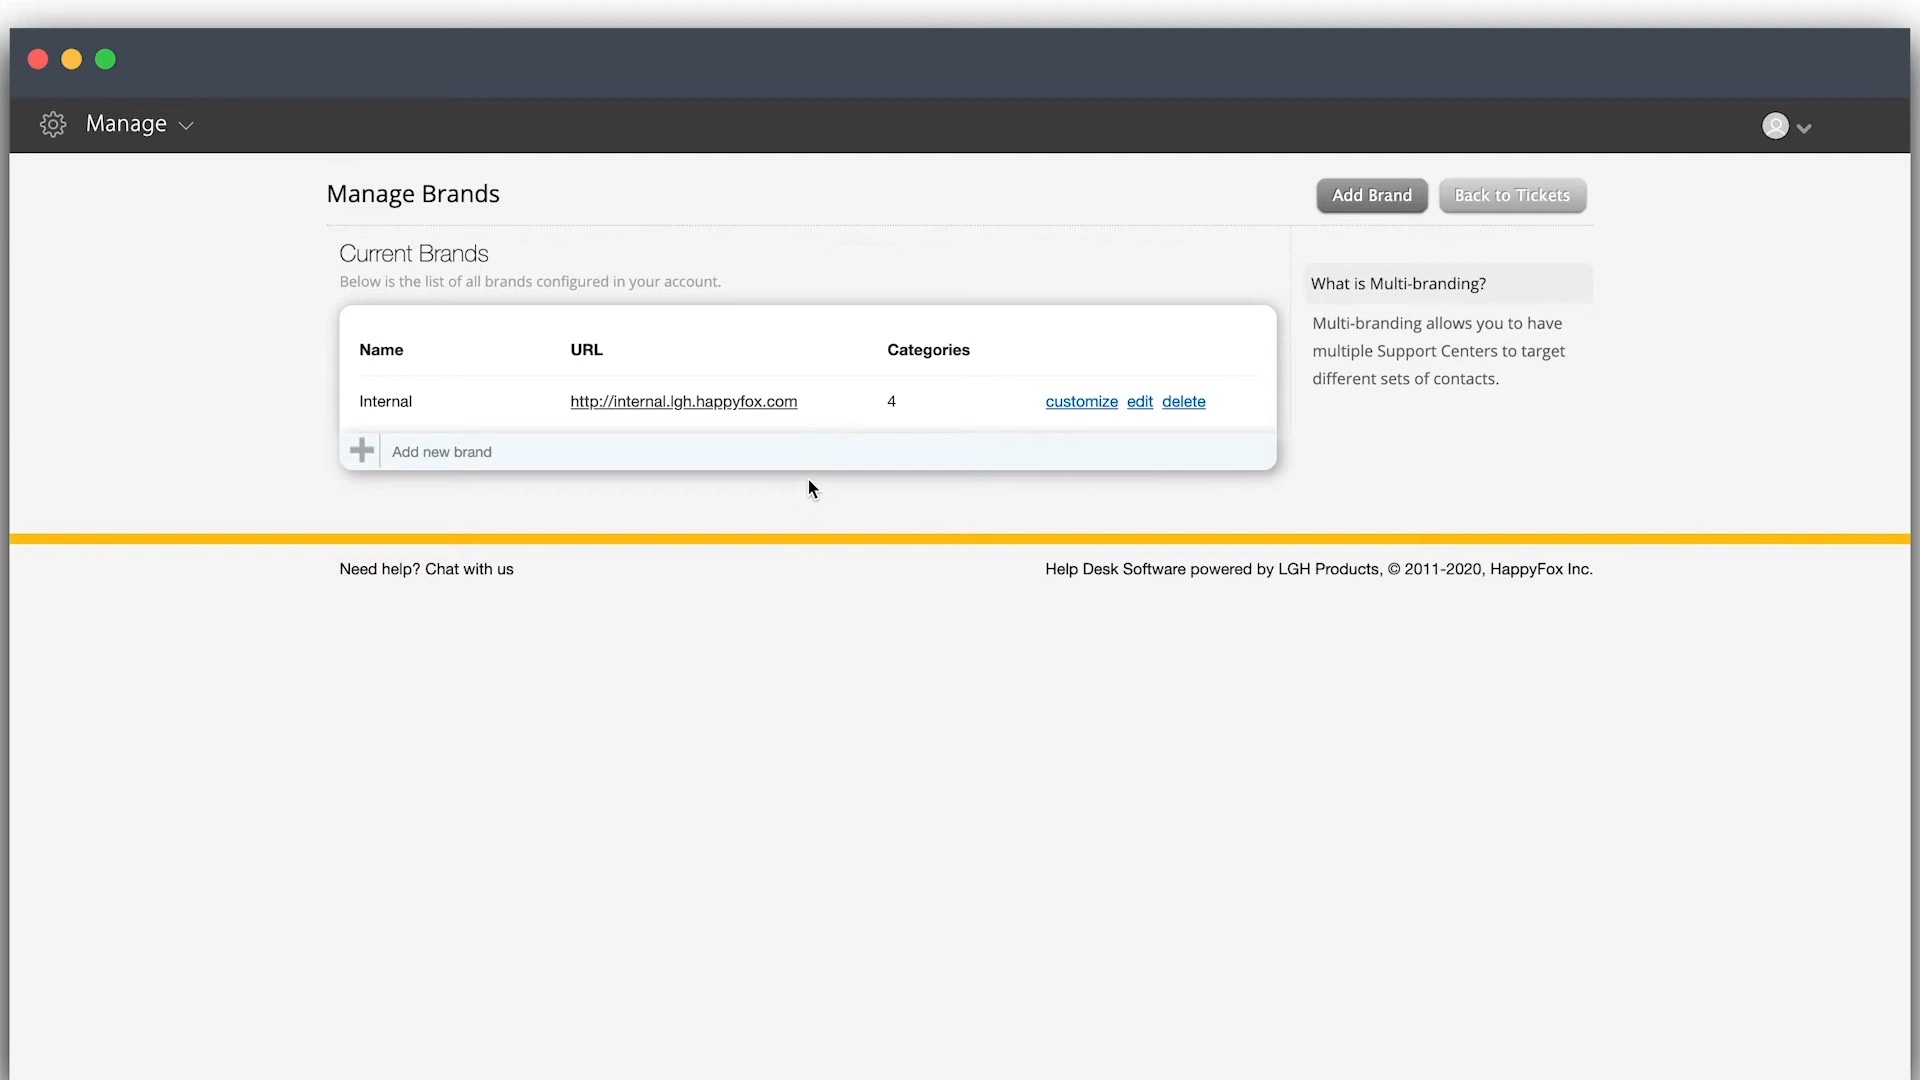 Manage
Manage Brands
Add Brand
Back to Tickets
Current Brands
Below is the list of all brands configured in your account.
What is Multi-branding?
Multi-branding allows you to have
multiple Support Centers to target
different sets of contacts.
Name URL Categories
Internal http://internal.lgh.happyfox.com 4 customize edit delete
Add new brand
Need help? Chat with us
Help Desk Software powered by LGH Products, © 2011-2020, HappyFox Inc.